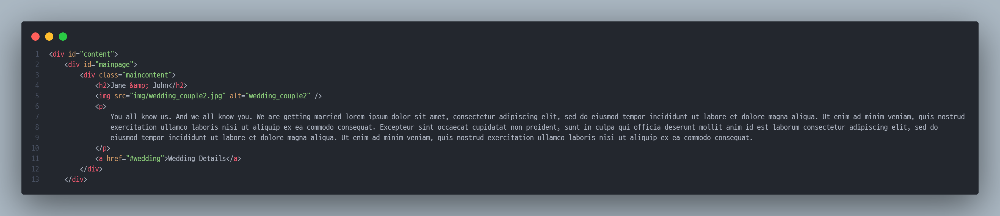 1 <div id="content">
2     <div id="mainpage">
3         <div class="maincontent">
4             <h2>Jane &amp; John</h2>
5             <img src="img/wedding_couple2.jpg" alt="wedding_couple2" />
6             <p>
7                 You all know us. And we all know you. We are getting married lorem ipsum dolor sit amet, consectetur adipiscing elit, sed do eiusmod tempor incididunt ut labore et dolore magna aliqua. Ut enim ad minim veniam, quis nostrud
8                 exercitation ullamco laboris nisi ut aliquip ex ea commodo consequat. Excepteur sint occaecat cupidatat non proident, sunt in culpa qui officia deserunt mollit anim id est laborum consectetur adipiscing elit, sed do
9                 eiusmod tempor incididunt ut labore et dolore magna aliqua. Ut enim ad minim veniam, quis nostrud exercitation ullamco laboris nisi ut aliquip ex ea commodo consequat.
10             </p>
11             <a href="#wedding">Wedding Details</a>
12         </div>
13     </div>